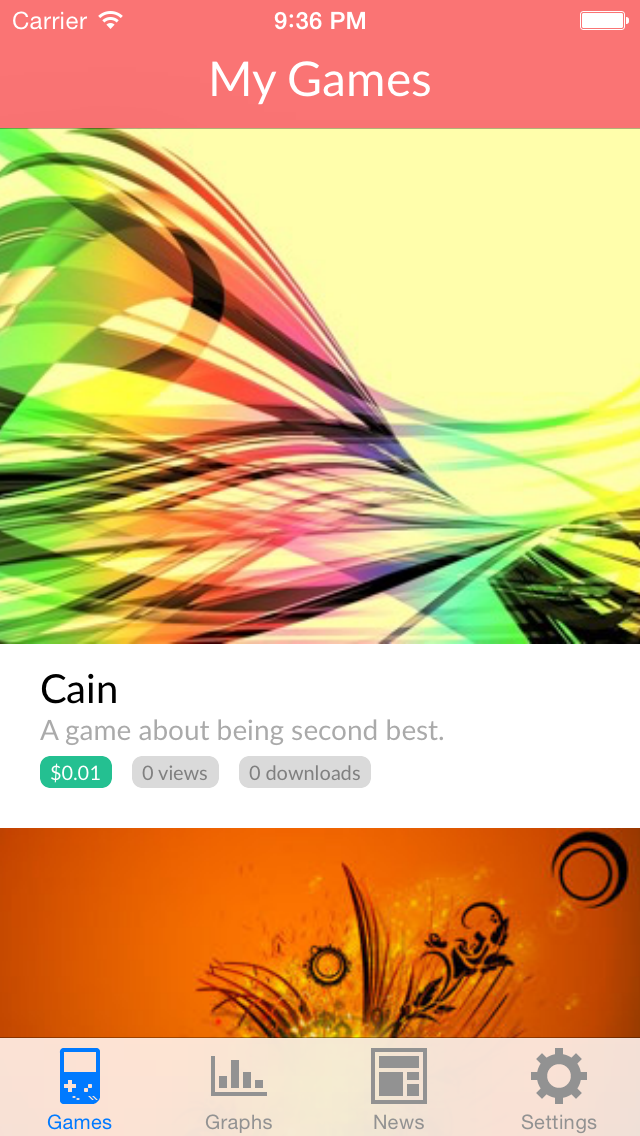 Carrier 9:36 PM
My Games
Cain
A game about being second best.
$0.01 0 views 0 downloads
Games Graphs News Settings